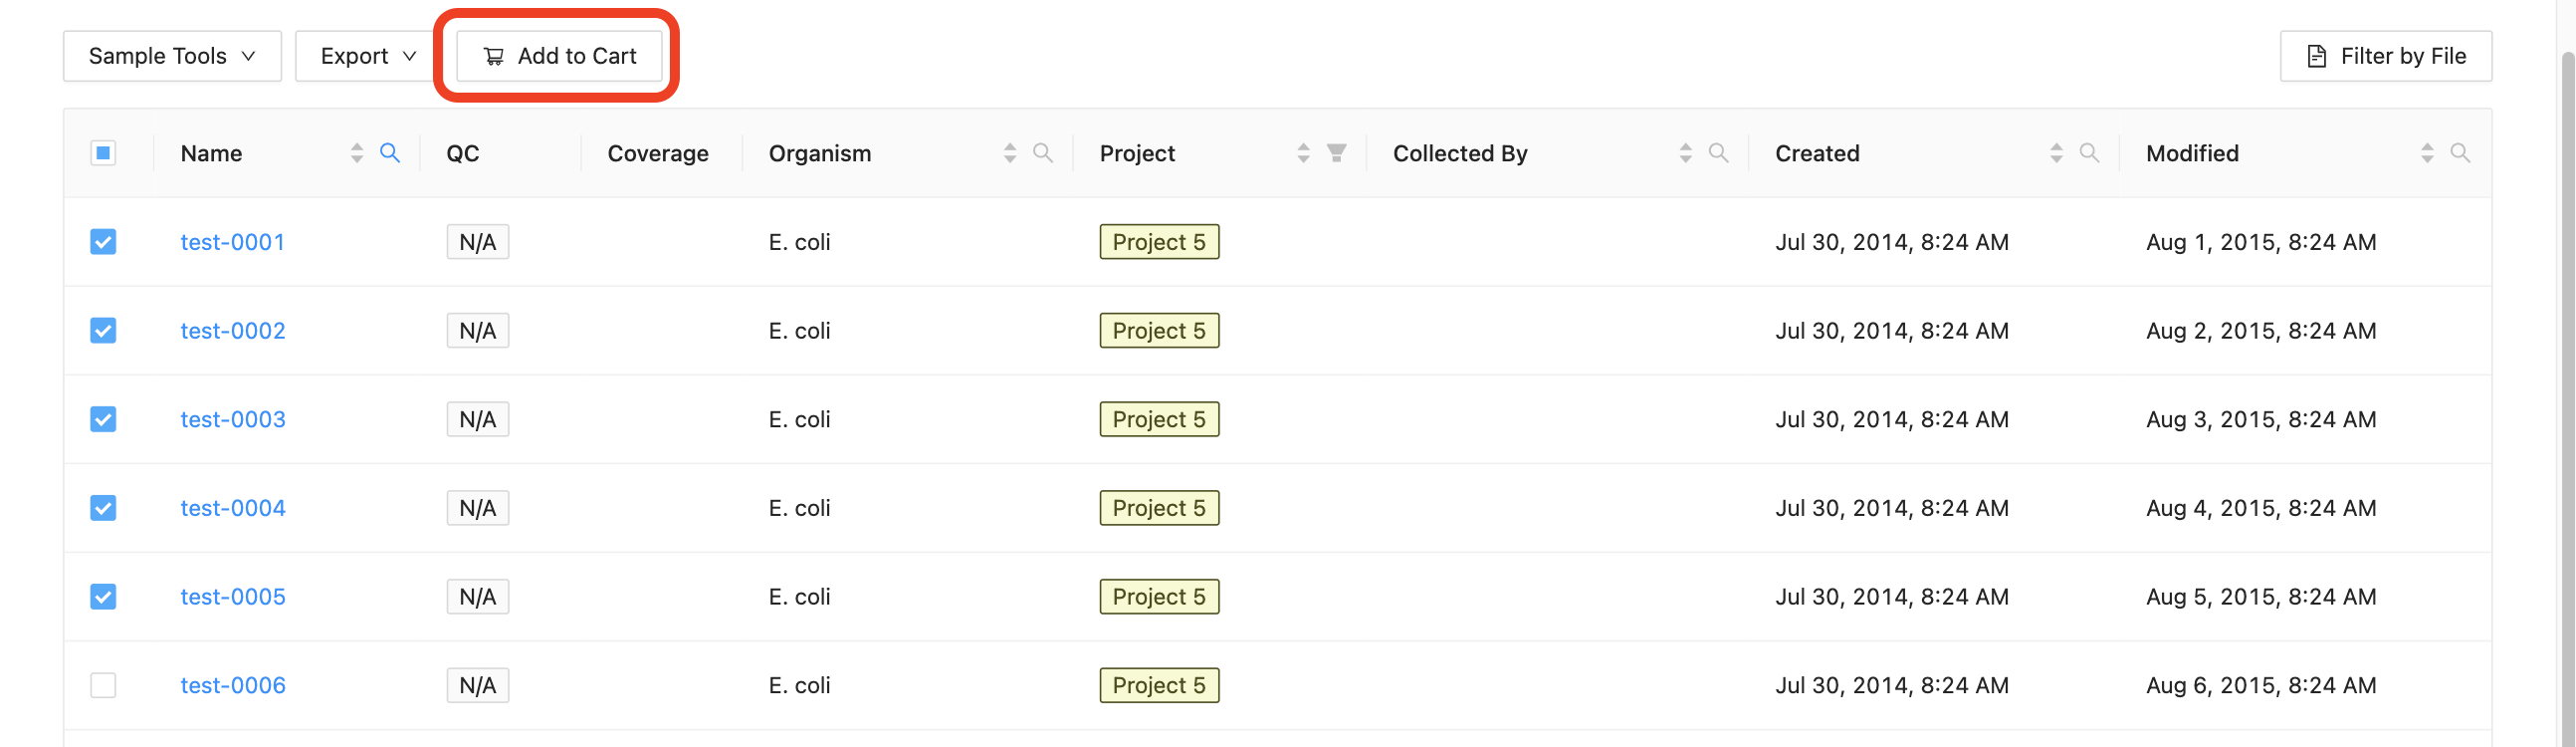 Sample Tools Export Add to Cart Filter by File
Name QC Coverage Organism Project Collected By Created Modified
test-0001 N/A E. coli Project 5 Jul 30, 2014, 8:24 AM Aug 1, 2015, 8:24 AM
test-0002 N/A E. coli Project 5 Jul 30, 2014, 8:24 AM Aug 2, 2015, 8:24 AM
test-0003 N/A E. coli Project 5 Jul 30, 2014, 8:24 AM Aug 3, 2015, 8:24 AM
test-0004 N/A E. coli Project 5 Jul 30, 2014, 8:24 AM Aug 4, 2015, 8:24 AM
test-0005 N/A E. coli Project 5 Jul 30, 2014, 8:24 AM Aug 5, 2015, 8:24 AM
test-0006 N/A E. coli Project 5 Jul 30, 2014, 8:24 AM Aug 6, 2015, 8:24 AM